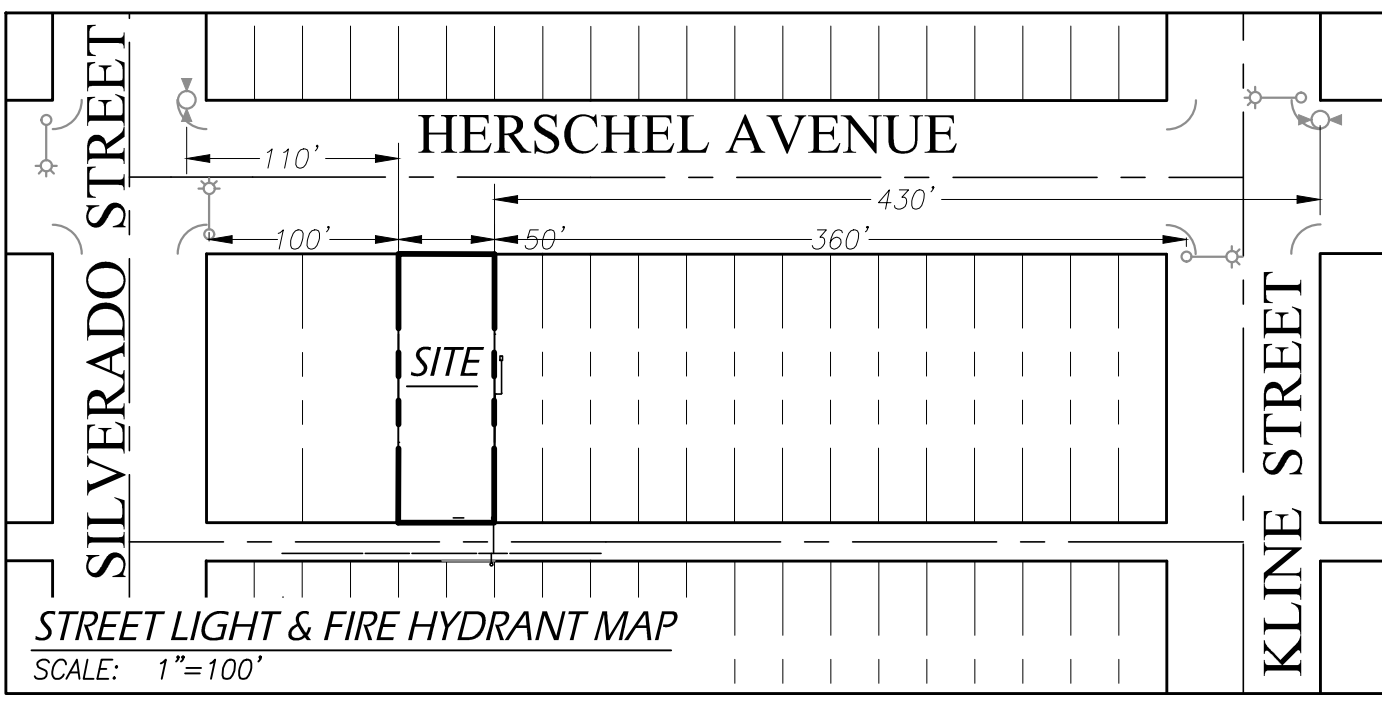 SILVERADO STREET
HERSCHEL AVENUE
110'
430'
100'
50'
360'
SITE
KLINE STREET
STREET LIGHT & FIRE HYDRANT MAP
SCALE: 1"=100'